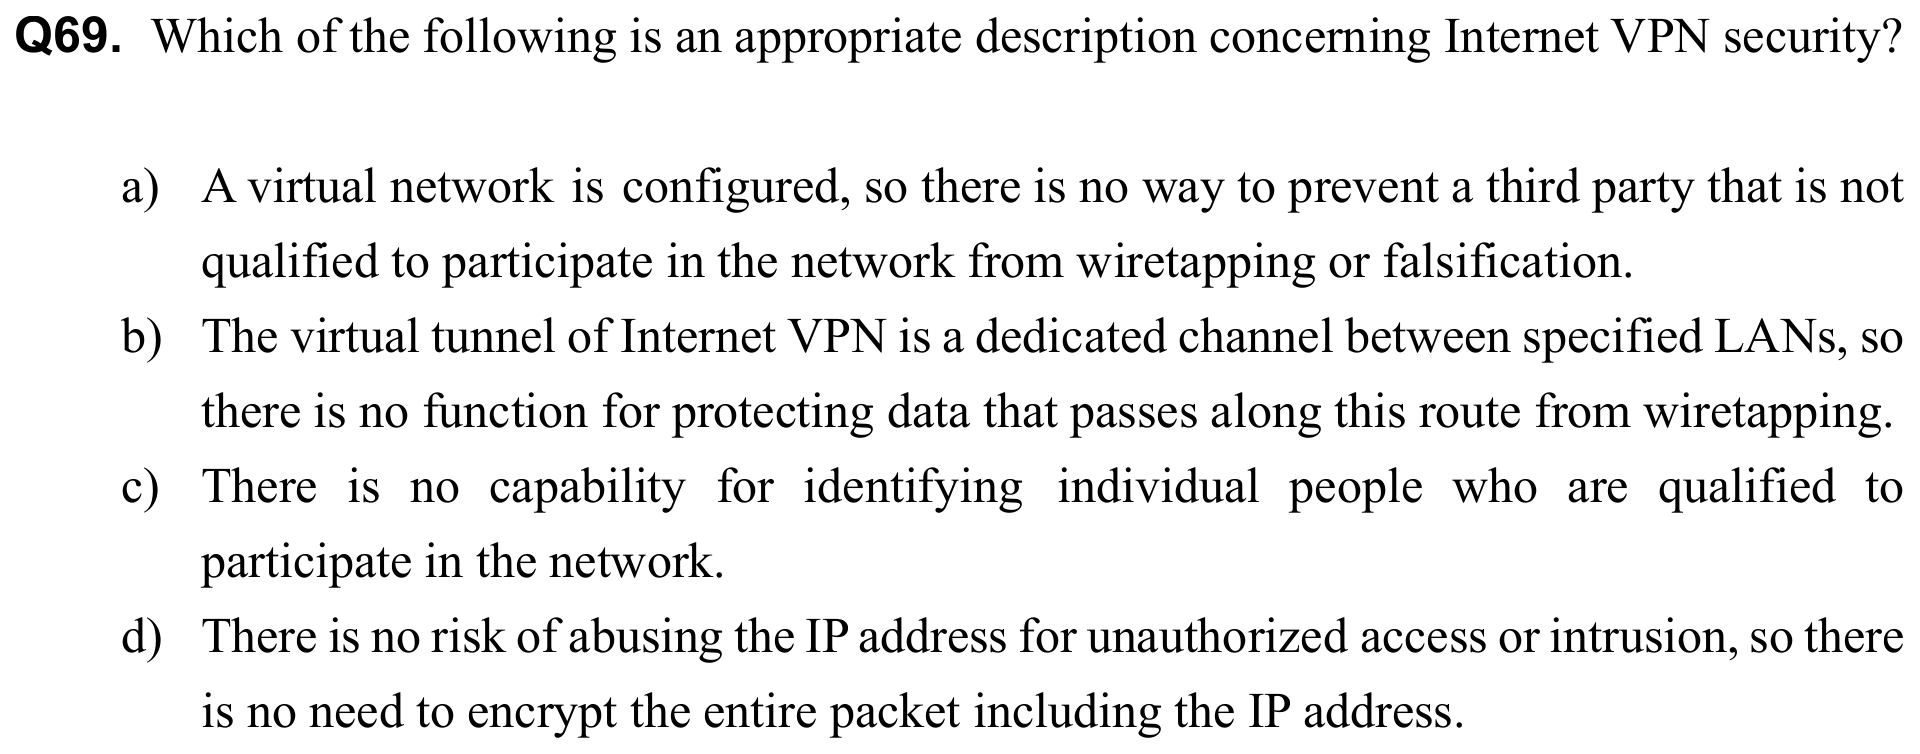 Q69. Which of the following is an appropriate description concerning Internet VPN security?
a) A virtual network is configured, so there is no way to prevent a third party that is not
qualified to participate in the network from wiretapping or falsification.
b) The virtual tunnel of Internet VPN is a dedicated channel between specified LANs, so
there is no function for protecting data that passes along this route from wiretapping.
c) There is no capability for identifying individual people who are qualified to
participate in the network.
d) There is no risk of abusing the IP address for unauthorized access or intrusion, so there
is no need to encrypt the entire packet including the IP address.